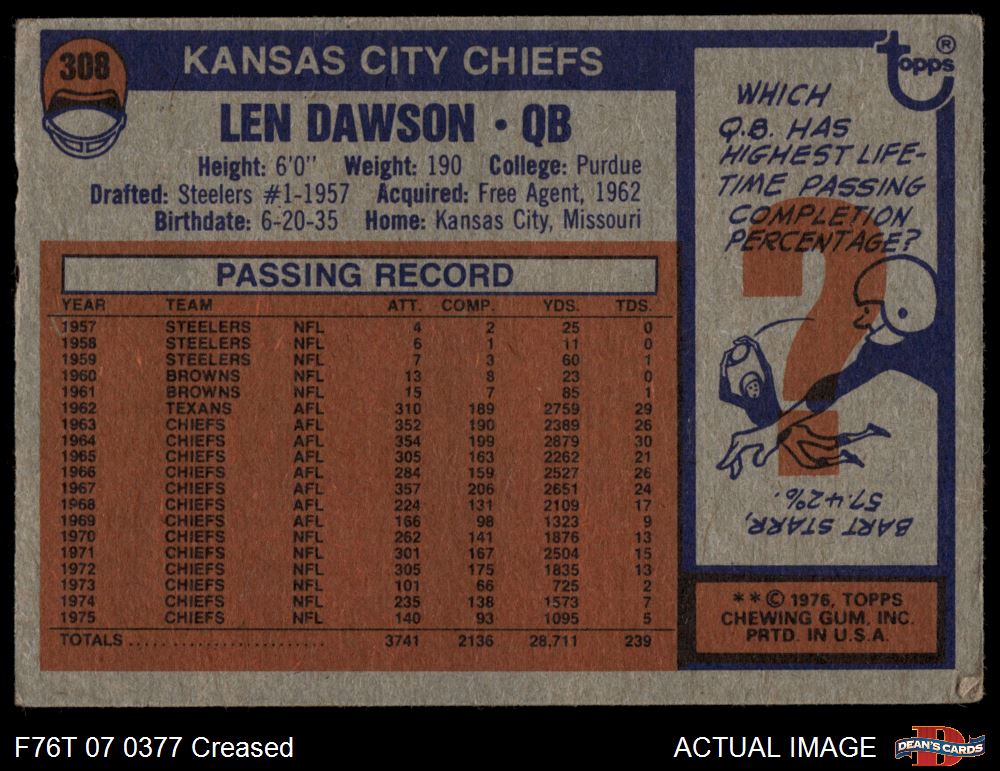 308
KANSAS CITY CHIEFS
LEN DAWSON • QB
Height: 6'0" Weight: 190 College: Purdue
Drafted: Steelers #1-1957 Acquired: Free Agent, 1962
Birthdate: 6-20-35 Home: Kansas City, Missouri
PASSING RECORD
YEAR TEAM ATT. COMP. YDS. TDS.
1957 STEELERS NFL 4 2 25 0
1958 STEELERS NFL 6 1 11 0
1959 STEELERS NFL 7 3 60 1
1960 BROWNS NFL 13 8 23 0
1961 BROWNS NFL 15 7 85 1
1962 TEXANS AFL 310 189 2759 29
1963 CHIEFS AFL 352 190 2389 26
1964 CHIEFS AFL 354 199 2879 30
1965 CHIEFS AFL 305 163 2262 21
1966 CHIEFS AFL 284 159 2527 26
1967 CHIEFS AFL 357 206 2651 24
1968 CHIEFS AFL 224 131 2109 17
1969 CHIEFS AFL 166 98 1323 9
1970 CHIEFS NFL 262 141 1876 13
1971 CHIEFS NFL 301 167 2504 15
1972 CHIEFS NFL 305 175 1835 13
1973 CHIEFS NFL 101 66 725 2
1974 CHIEFS NFL 235 138 1573 7
1975 CHIEFS NFL 140 93 1095 5
TOTALS 3741 2136 28,711 239
topps ®
WHICH
Q.B. HAS
HIGHEST LIFE-
TIME PASSING
COMPLETION
PERCENTAGE?
?
BART STARR,
57.42%.
**© 1976, TOPPS
CHEWING GUM, INC.
PRTD. IN U.S.A.
F76T 07 0377 Creased
ACTUAL IMAGE
DEAN'S CARDS